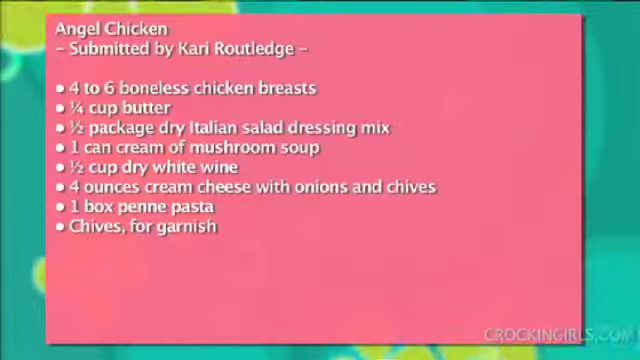 Angel Chicken
- Submitted by Kari Routledge -
● 4 to 6 boneless chicken breasts
● ¼ cup butter
● ½ package dry Italian salad dressing mix
● 1 can cream of mushroom soup
● ½ cup dry white wine
● 4 ounces cream cheese with onions and chives
● 1 box penne pasta
● Chives, for garnish
CROCKINGIRLS.COM